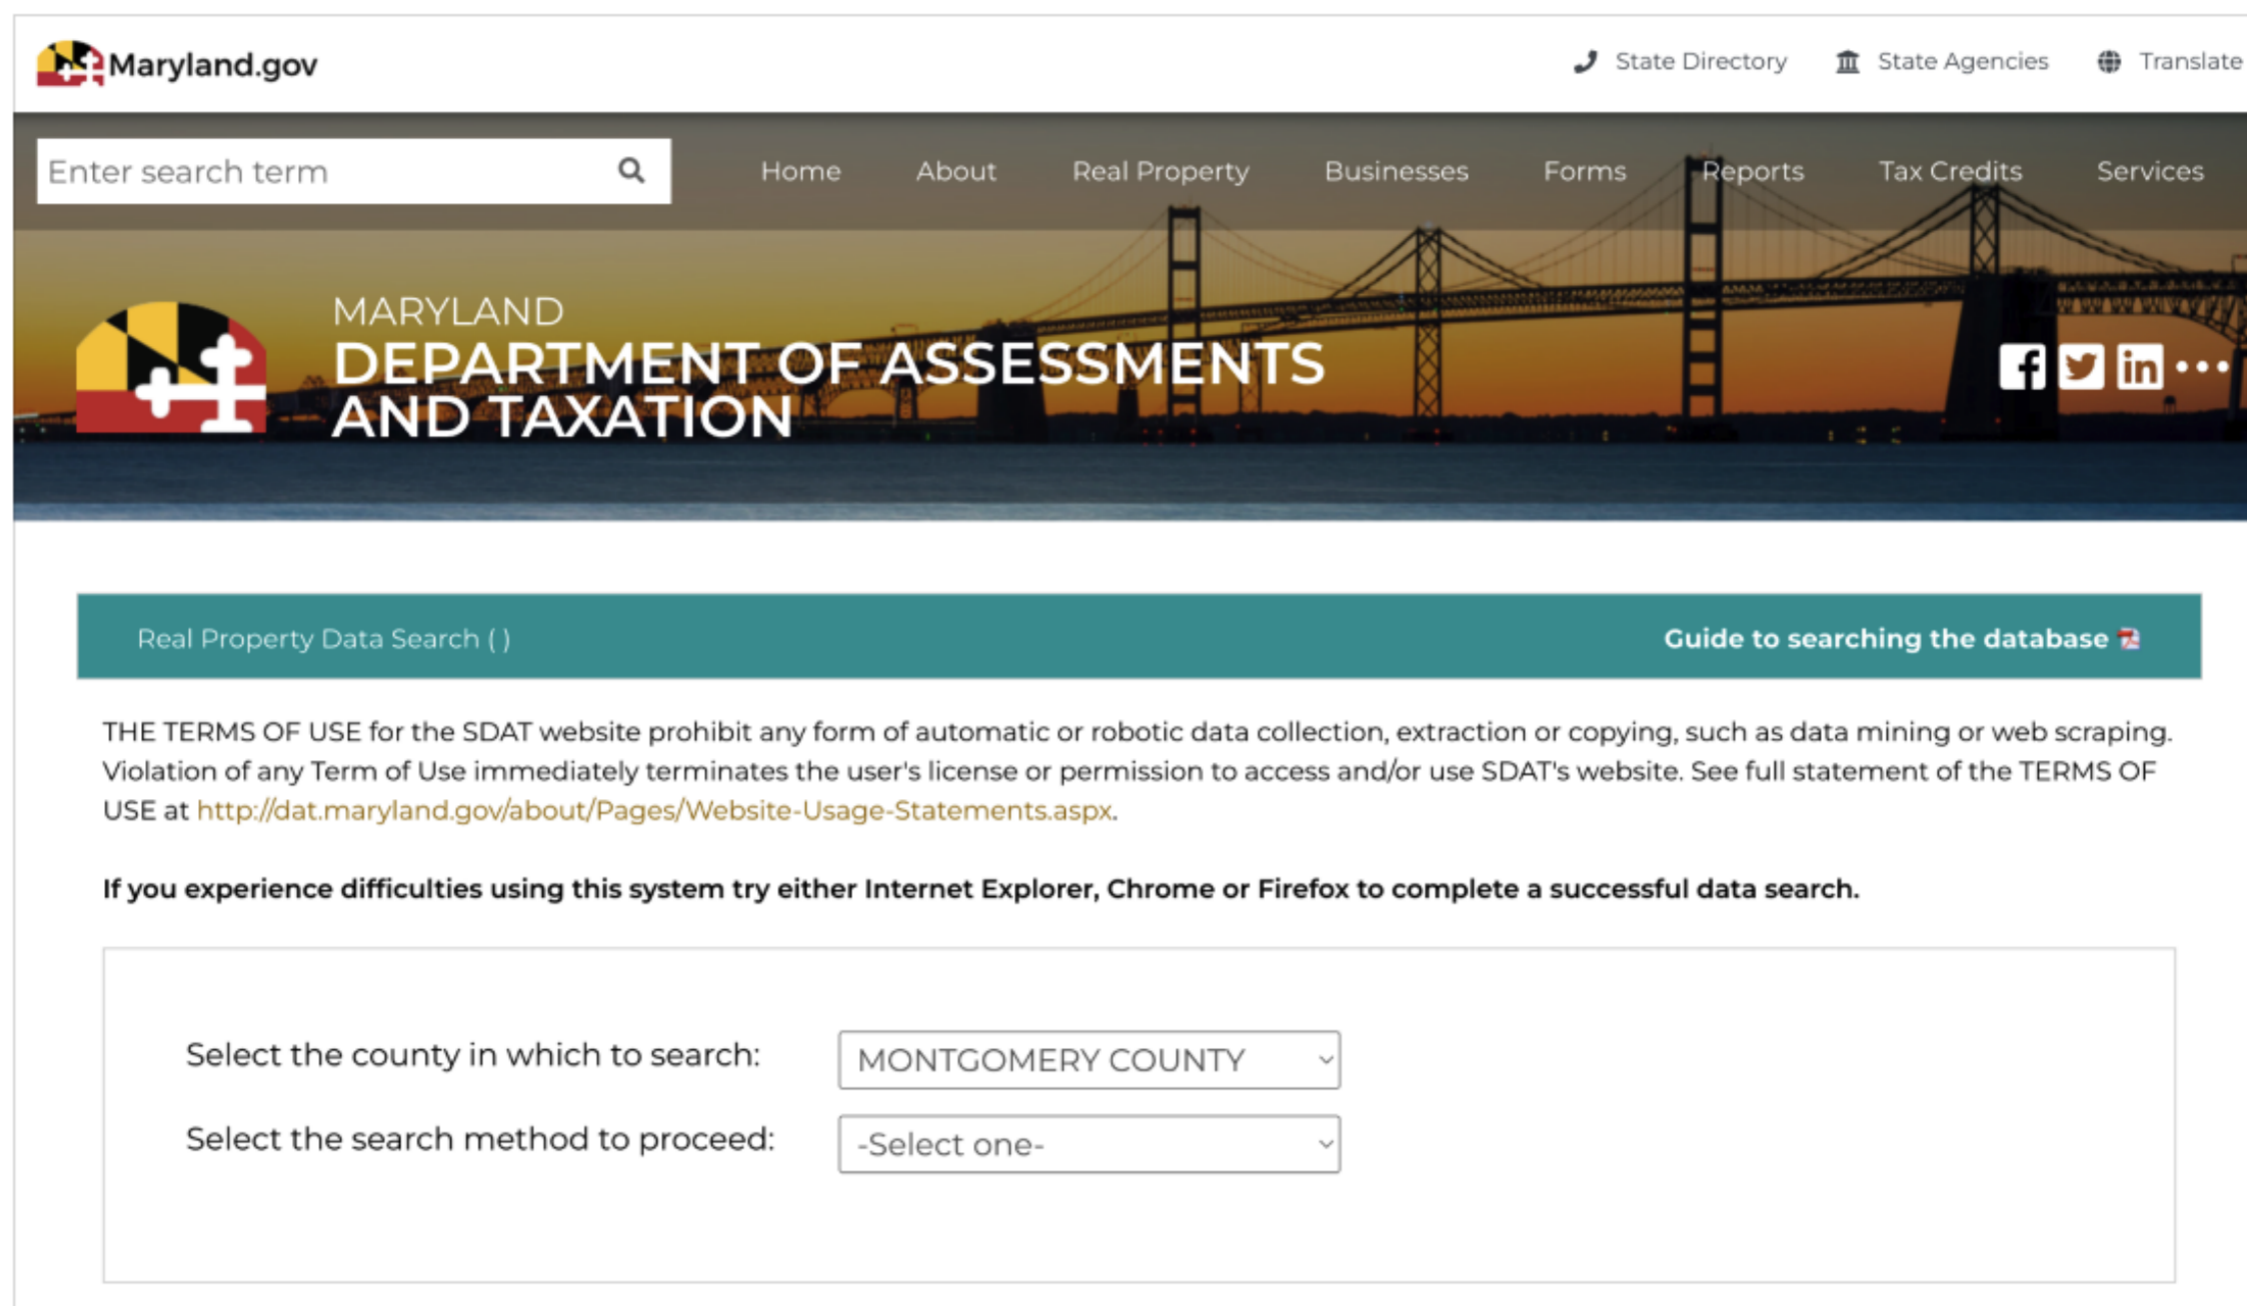 Maryland.gov
State Directory State Agencies Translate
Enter search term
Home About Real Property Businesses Forms Reports Tax Credits Services
MARYLAND
DEPARTMENT OF ASSESSMENTS
AND TAXATION
Real Property Data Search ( ) Guide to searching the database
THE TERMS OF USE for the SDAT website prohibit any form of automatic or robotic data collection, extraction or copying, such as data mining or web scraping.
Violation of any Term of Use immediately terminates the user's license or permission to access and/or use SDAT's website. See full statement of the TERMS OF
USE at http://dat.maryland.gov/about/Pages/Website-Usage-Statements.aspx.
If you experience difficulties using this system try either Internet Explorer, Chrome or Firefox to complete a successful data search.
Select the county in which to search: MONTGOMERY COUNTY
Select the search method to proceed: -Select one-